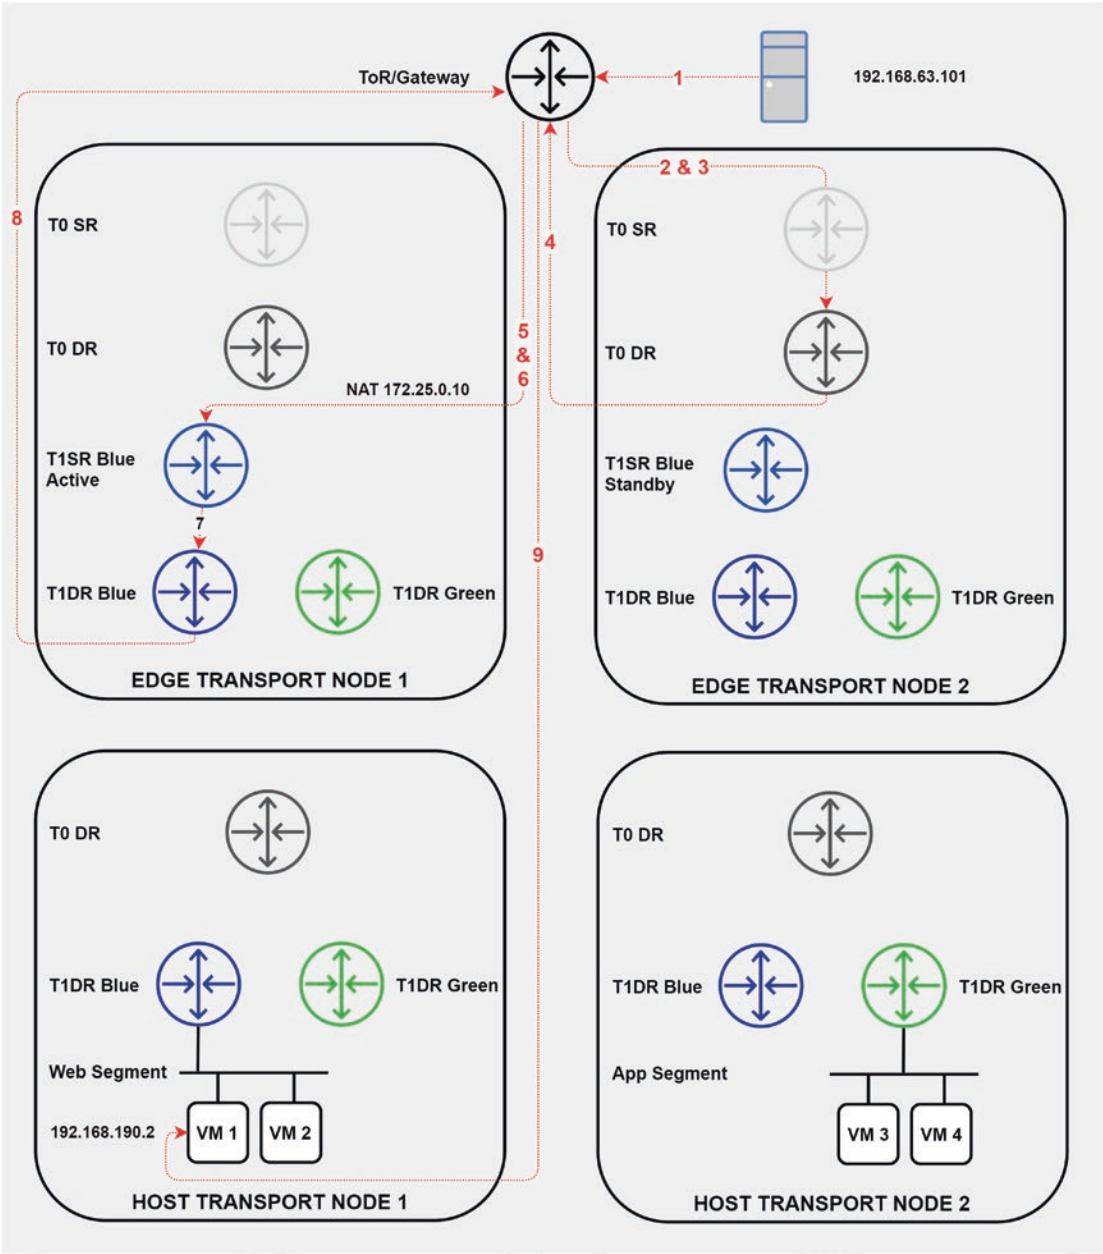 ToR/Gateway
1
192.168.63.101
8
T0 SR
T0 DR
NAT 172.25.0.10
T1SR Blue
Active
7
T1DR Blue
T1DR Green
EDGE TRANSPORT NODE 1
5
&
6
4
9
2 & 3
T0 SR
T0 DR
T1SR Blue
Standby
T1DR Blue
T1DR Green
EDGE TRANSPORT NODE 2
T0 DR
T1DR Blue
T1DR Green
Web Segment
192.168.190.2
VM 1
VM 2
HOST TRANSPORT NODE 1
T0 DR
T1DR Blue
T1DR Green
App Segment
VM 3
VM 4
HOST TRANSPORT NODE 2